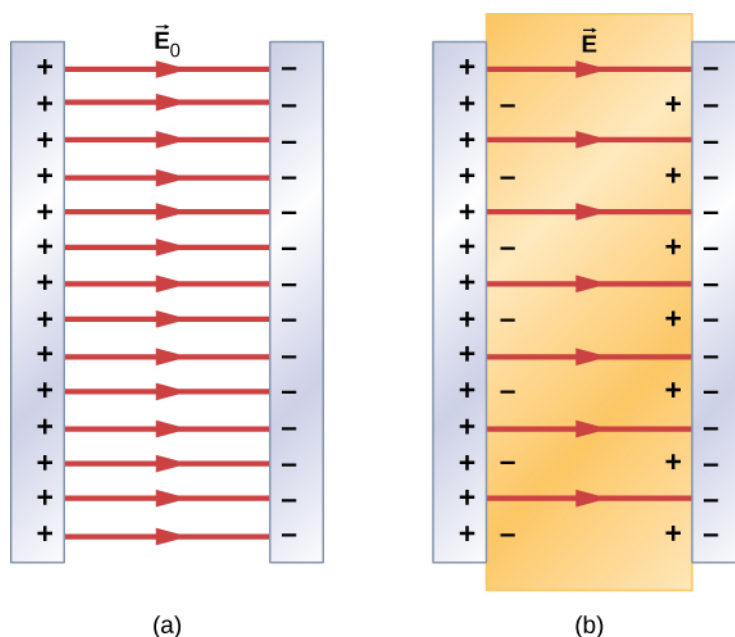 E⃗₀
+ − + −
+ − + − + −
+ − + −
+ − + − + −
+ − + −
+ − + − + −
+ − + −
+ − + − + −
+ − + −
+ − + − + −
+ − + −
+ − + − + −
+ − + −
+ − + − + −
E⃗
(a)
(b)